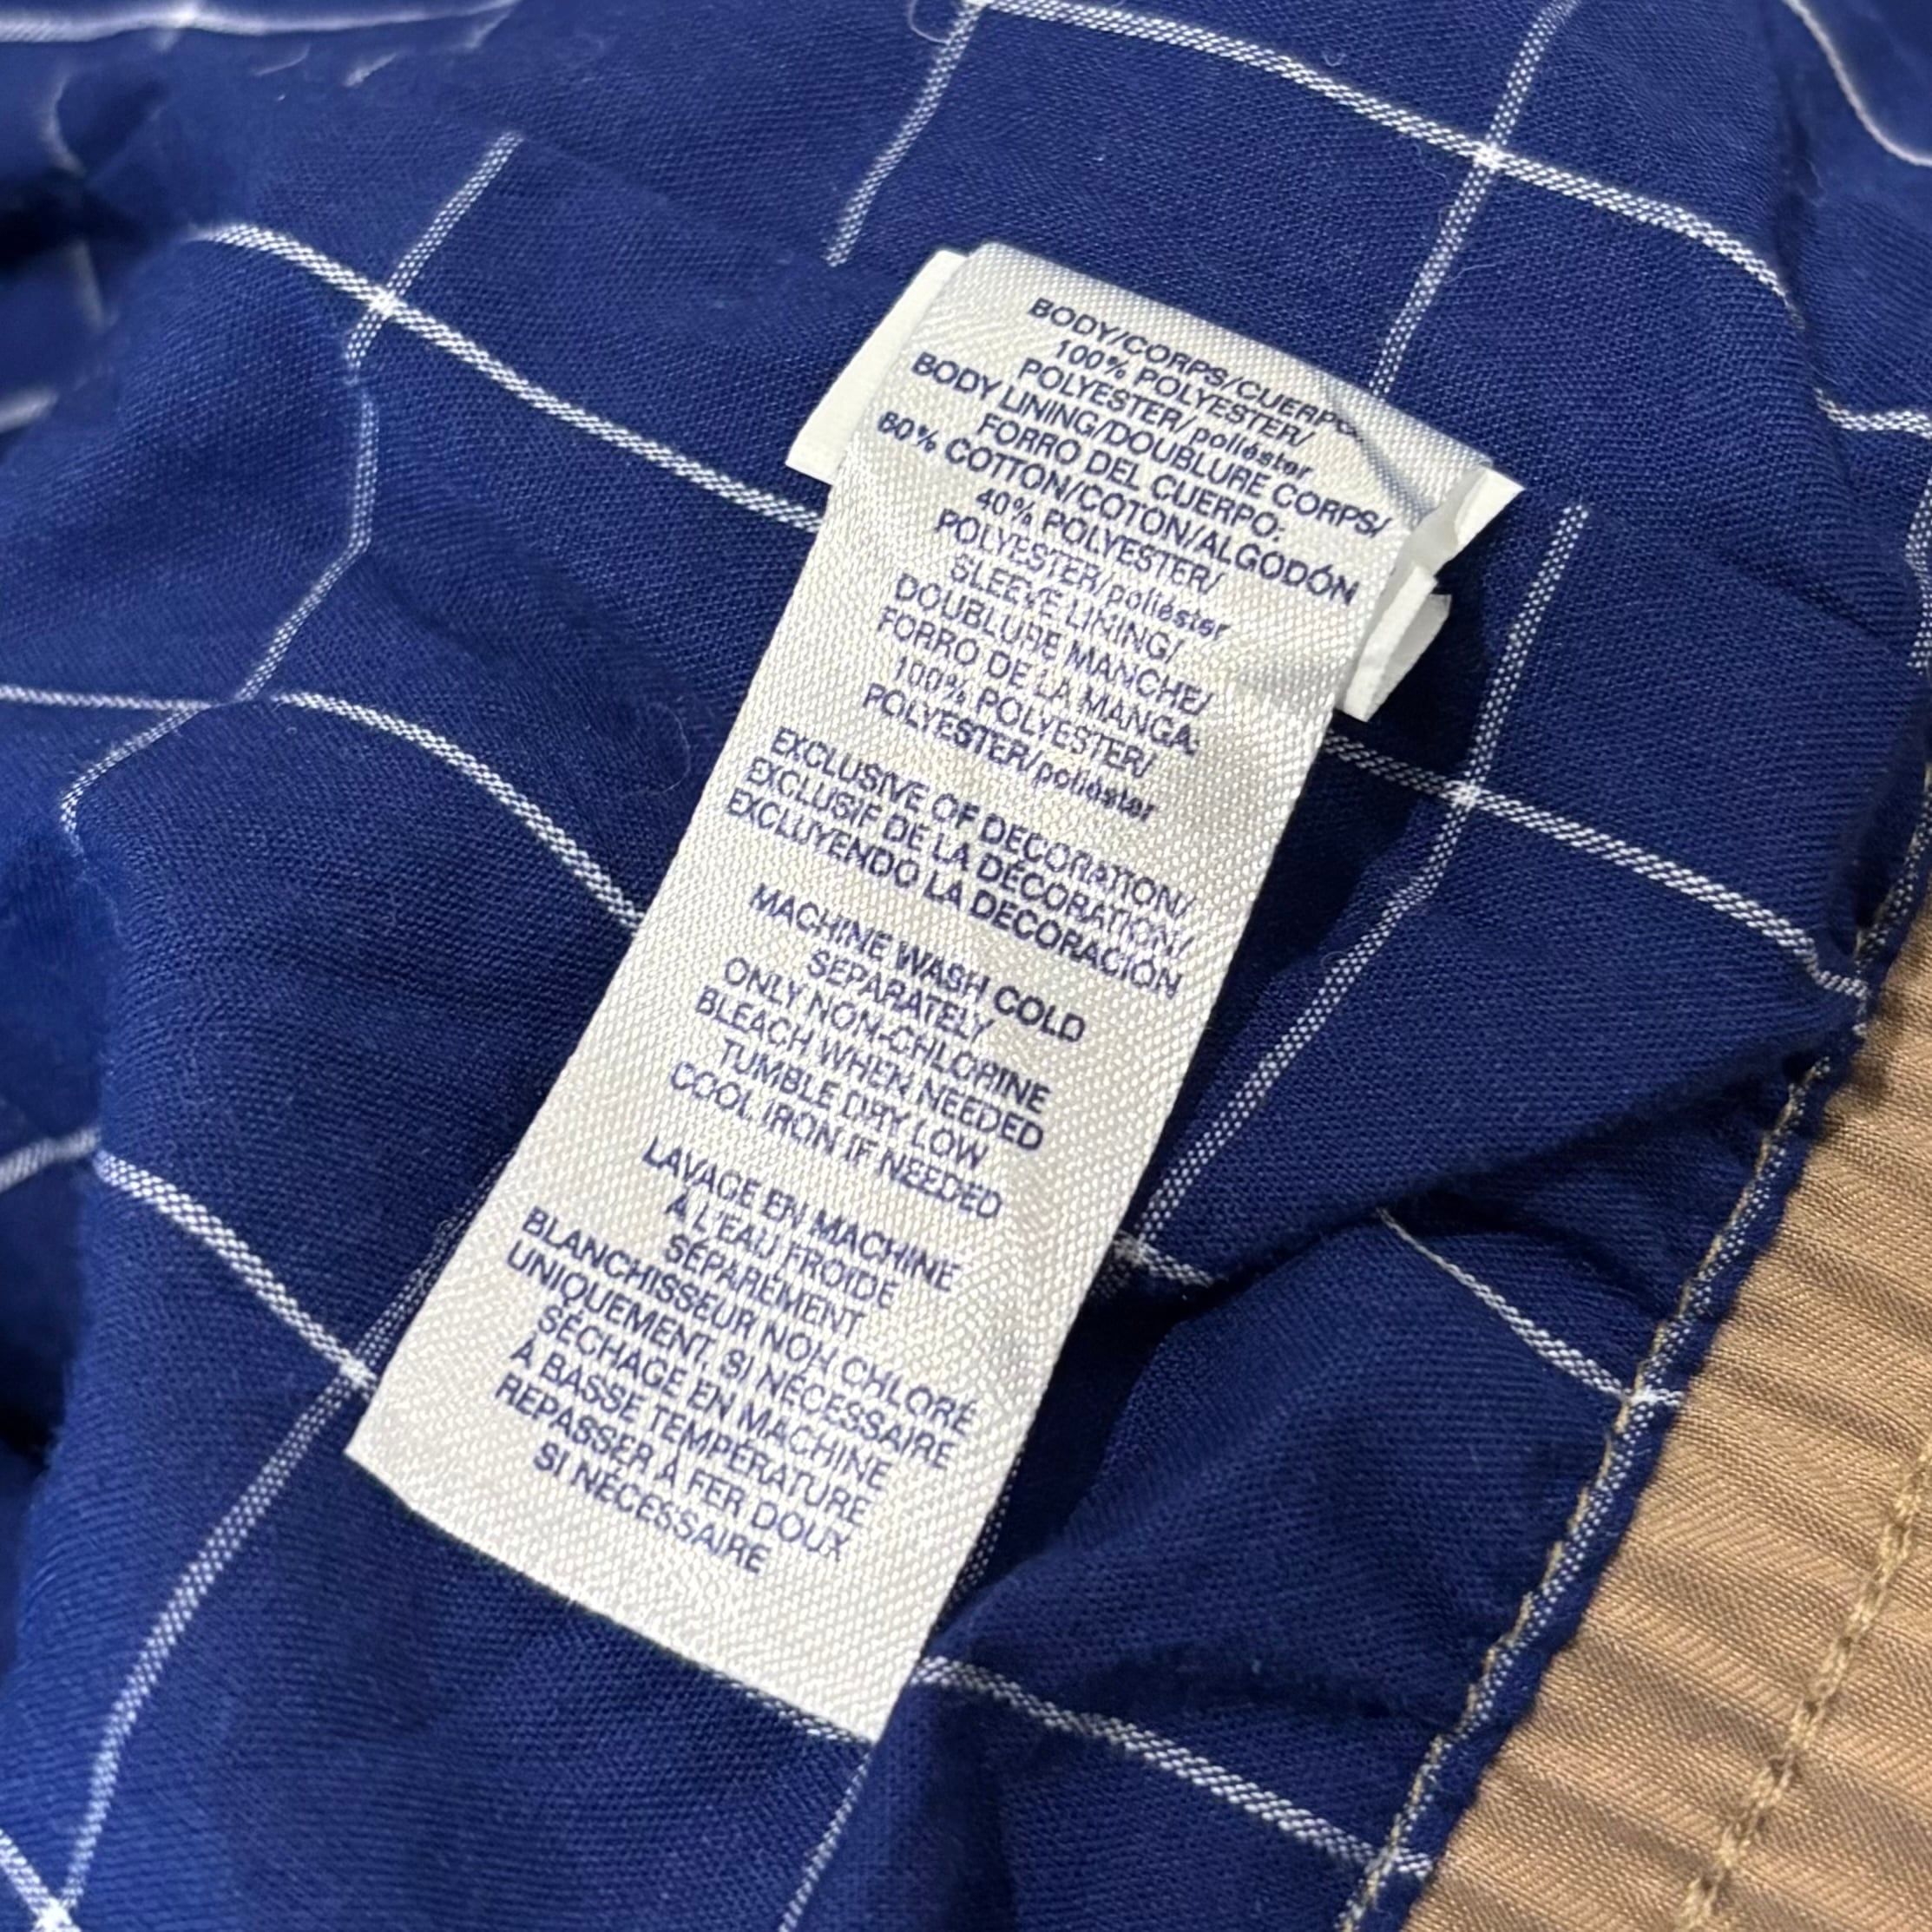 BODY/CORPS/CUERPO
100% POLYESTER/
POLYESTER/poliéster
BODY LINING/DOUBLURE CORPS/
FORRO DEL CUERPO:
60% COTTON/COTON/ALGODÓN
40% POLYESTER/
POLYESTER/poliéster
SLEEVE LINING/
DOUBLURE MANCHE/
FORRO DE LA MANGA:
100% POLYESTER/
POLYESTER/poliéster
EXCLUSIVE OF DECORATION/
EXCLUSIF DE LA DÉCORATION/
EXCLUYENDO LA DECORACIÓN
MACHINE WASH COLD
SEPARATELY
ONLY NON-CHLORINE
BLEACH WHEN NEEDED
TUMBLE DRY LOW
COOL IRON IF NEEDED
LAVAGE EN MACHINE
À L'EAU FROIDE
SÉPARÉMENT
BLANCHISSEUR NON CHLORÉ
UNIQUEMENT, SI NÉCESSAIRE
SÉCHAGE EN MACHINE
À BASSE TEMPÉRATURE
REPASSER À FER DOUX
SI NÉCESSAIRE